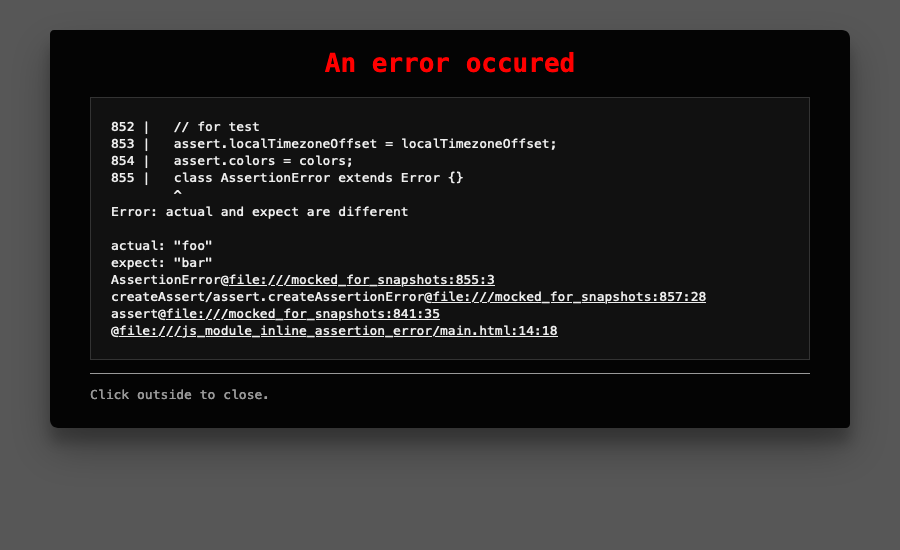 An error occured
852 |   // for test
853 |   assert.localTimezoneOffset = localTimezoneOffset;
854 |   assert.colors = colors;
855 |   class AssertionError extends Error {}
        ^
Error: actual and expect are different

actual: "foo"
expect: "bar"
AssertionError@file:///mocked_for_snapshots:855:3
createAssert/assert.createAssertionError@file:///mocked_for_snapshots:857:28
assert@file:///mocked_for_snapshots:841:35
@file:///js_module_inline_assertion_error/main.html:14:18
Click outside to close.